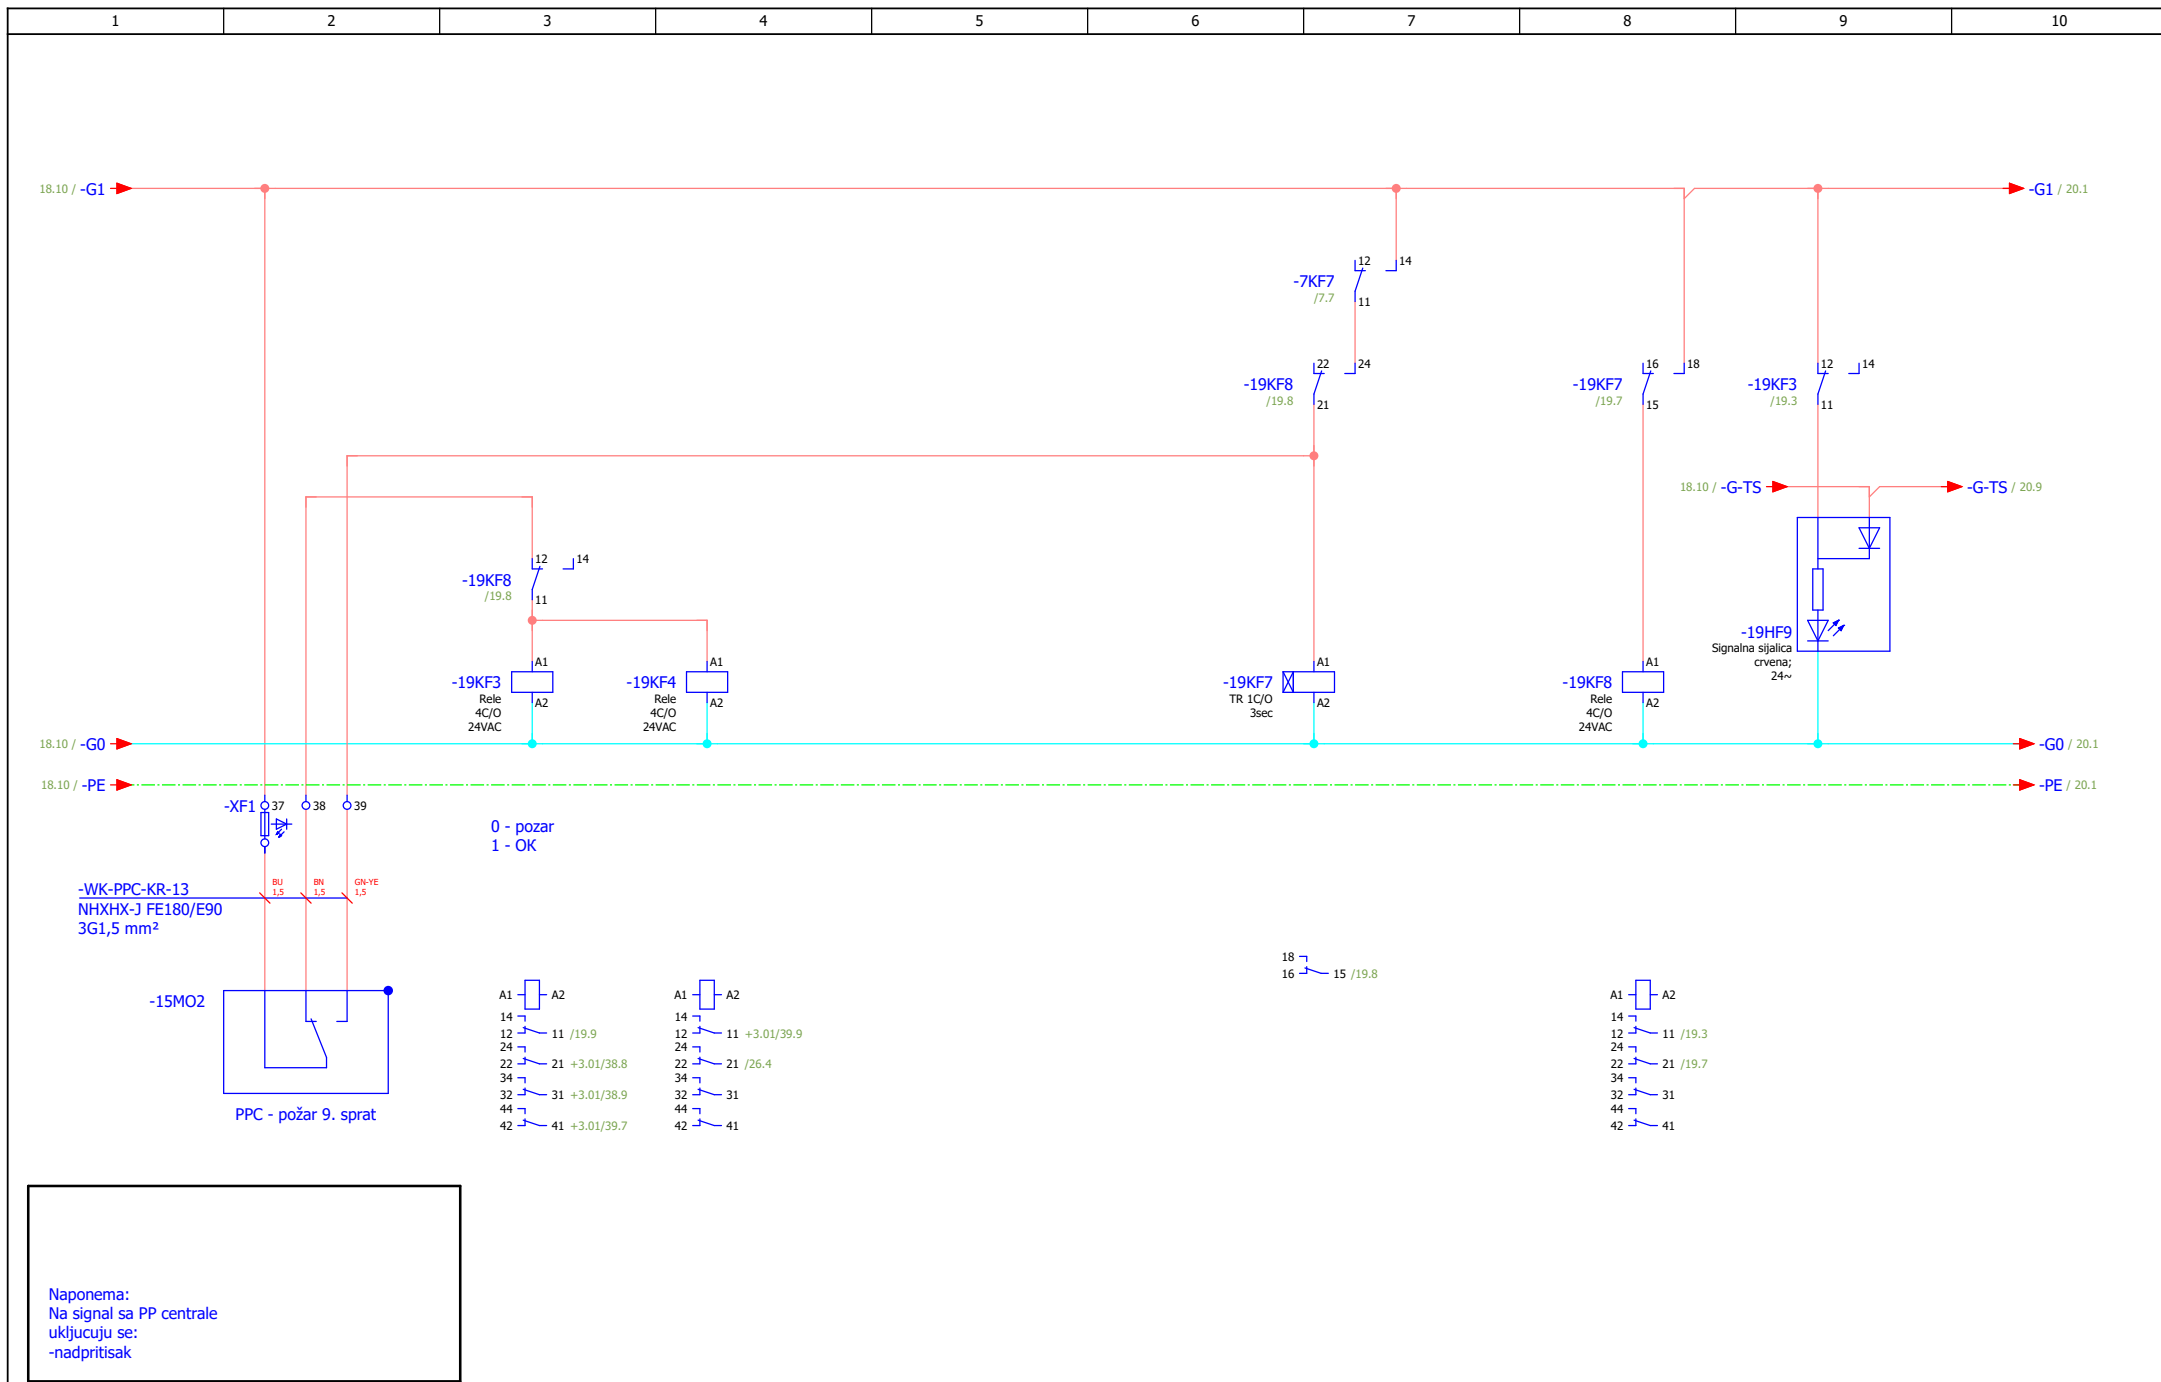 1 2 3 4 5 6 7 8 9 10
18.10 / -G1
-G1 / 20.1
12 14
-7KF7
/7.7
11
22 24
-19KF8
/19.8
21
16 18
-19KF7
/19.7
15
12 14
-19KF3
/19.3
11
18.10 / -G-TS
-G-TS / 20.9
12 14
-19KF8
/19.8
11
A1
-19KF3
A2
Rele
4C/O
24VAC
A1
-19KF4
A2
Rele
4C/O
24VAC
A1
-19KF7
A2
TR 1C/O
3sec
A1
-19KF8
A2
Rele
4C/O
24VAC
-19HF9
Signalna sijalica
crvena;
24~
18.10 / -G0
-G0 / 20.1
18.10 / -PE
-PE / 20.1
-XF1 37 38 39
0 - pozar
1 - OK
BU
1,5
BN
1,5
GN-YE
1,5
-WK-PPC-KR-13
NHXHX-J FE180/E90
3G1,5 mm²
-15MO2
PPC - požar 9. sprat
A1 A2
14
12 11 /19.9
24
22 21 +3.01/38.8
34
32 31 +3.01/38.9
44
42 41 +3.01/39.7
A1 A2
14
12 11 +3.01/39.9
24
22 21 /26.4
34
32 31
44
42 41
18
16 15 /19.8
A1 A2
14
12 11 /19.3
24
22 21 /19.7
34
32 31
44
42 41
Naponema:
Na signal sa PP centrale
ukljucuju se:
-nadpritisak